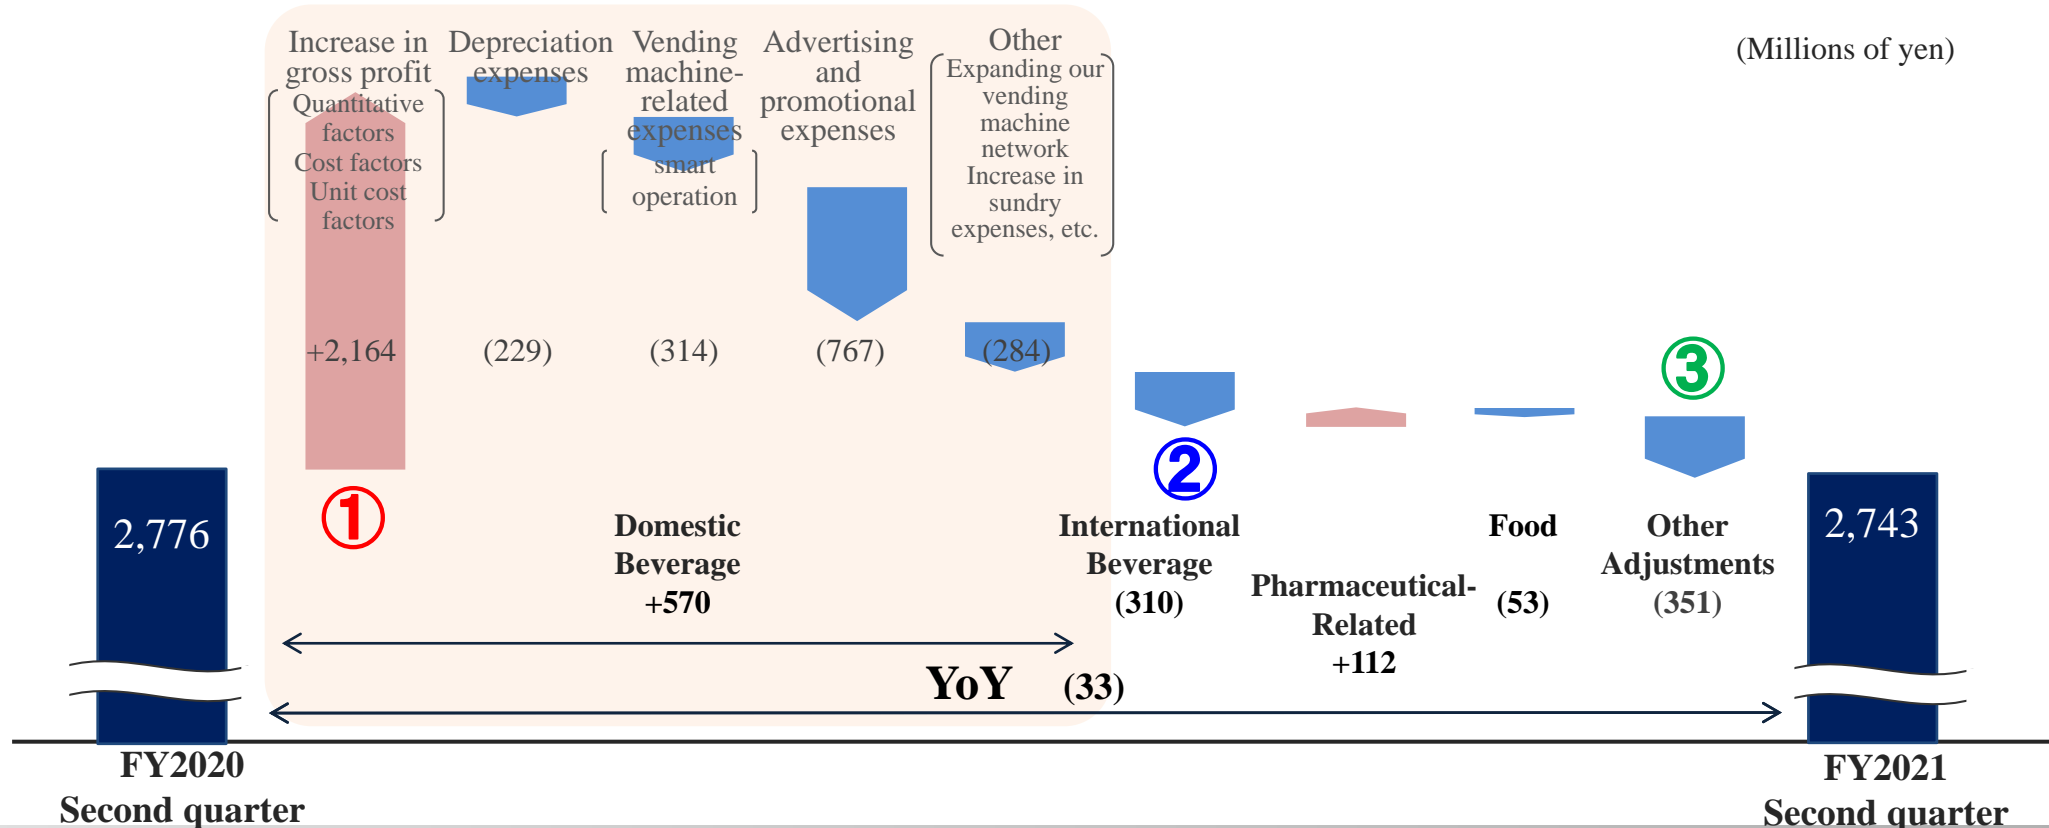 (Millions of yen)
Increase in
gross profit
Quantitative
factors
Cost factors
Unit cost
factors
+2,164
①
Depreciation
expenses
(229)
Vending
machine-
related
expenses
smart
operation
(314)
Advertising
and
promotional
expenses
(767)
Other
Expanding our
vending
machine
network
Increase in
sundry
expenses, etc.
(284)
Domestic
Beverage
+570
②
International
Beverage
(310)
Pharmaceutical-
Related
+112
Food
(53)
③
Other
Adjustments
(351)
2,776
2,743
YoY (33)
FY2020
Second quarter
FY2021
Second quarter